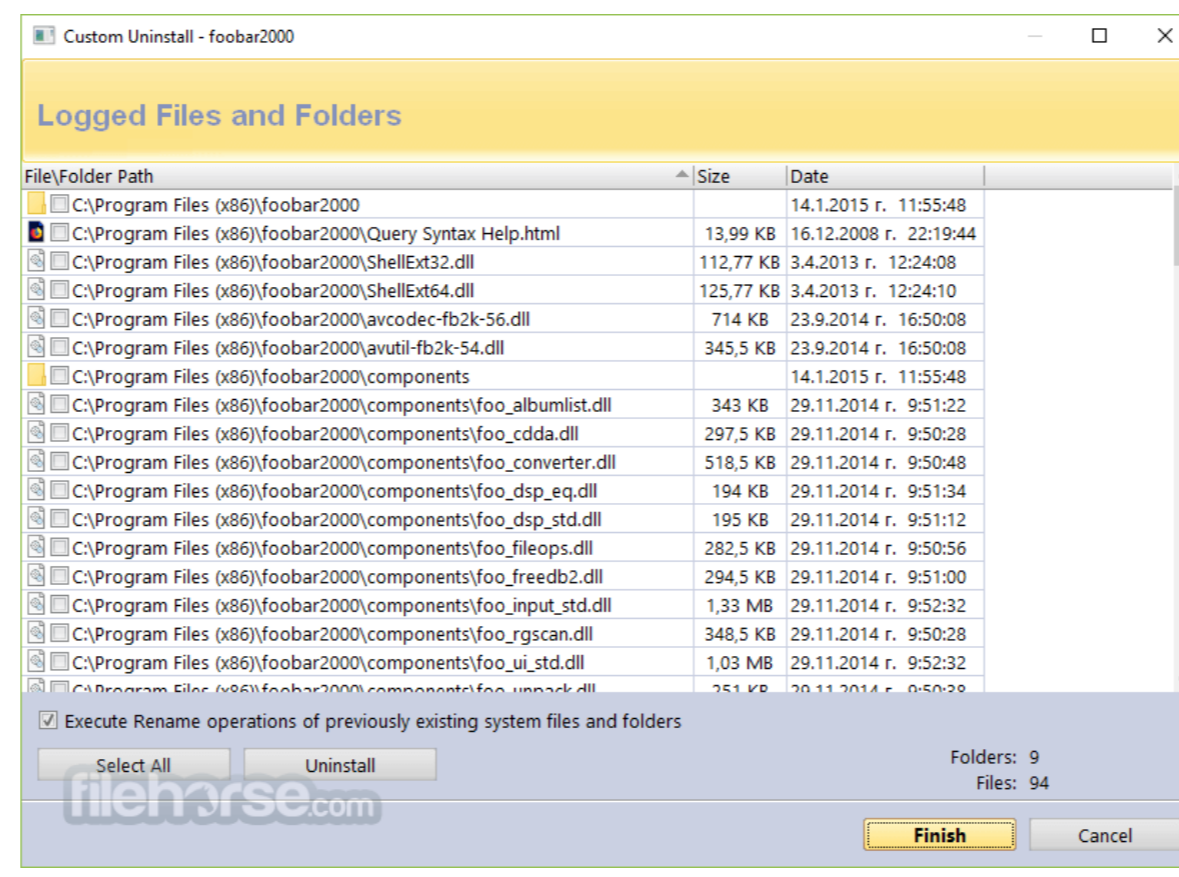 Custom Uninstall - foobar2000
Logged Files and Folders
File\Folder Path Size Date
C:\Program Files (x86)\foobar2000 14.1.2015 г. 11:55:48
C:\Program Files (x86)\foobar2000\Query Syntax Help.html 13,99 KB 16.12.2008 г. 22:19:44
C:\Program Files (x86)\foobar2000\ShellExt32.dll 112,77 KB 3.4.2013 г. 12:24:08
C:\Program Files (x86)\foobar2000\ShellExt64.dll 125,77 KB 3.4.2013 г. 12:24:10
C:\Program Files (x86)\foobar2000\avcodec-fb2k-56.dll 714 KB 23.9.2014 г. 16:50:08
C:\Program Files (x86)\foobar2000\avutil-fb2k-54.dll 345,5 KB 23.9.2014 г. 16:50:08
C:\Program Files (x86)\foobar2000\components 14.1.2015 г. 11:55:48
C:\Program Files (x86)\foobar2000\components\foo_albumlist.dll 343 KB 29.11.2014 г. 9:51:22
C:\Program Files (x86)\foobar2000\components\foo_cdda.dll 297,5 KB 29.11.2014 г. 9:50:28
C:\Program Files (x86)\foobar2000\components\foo_converter.dll 518,5 KB 29.11.2014 г. 9:50:48
C:\Program Files (x86)\foobar2000\components\foo_dsp_eq.dll 194 KB 29.11.2014 г. 9:51:34
C:\Program Files (x86)\foobar2000\components\foo_dsp_std.dll 195 KB 29.11.2014 г. 9:51:12
C:\Program Files (x86)\foobar2000\components\foo_fileops.dll 282,5 KB 29.11.2014 г. 9:50:56
C:\Program Files (x86)\foobar2000\components\foo_freedb2.dll 294,5 KB 29.11.2014 г. 9:51:00
C:\Program Files (x86)\foobar2000\components\foo_input_std.dll 1,33 MB 29.11.2014 г. 9:52:32
C:\Program Files (x86)\foobar2000\components\foo_rgscan.dll 348,5 KB 29.11.2014 г. 9:50:28
C:\Program Files (x86)\foobar2000\components\foo_ui_std.dll 1,03 MB 29.11.2014 г. 9:52:32
C:\Program Files (x86)\foobar2000\components\foo_unpack.dll 251 KB 29.11.2014 г. 9:50:38
Execute Rename operations of previously existing system files and folders
Select All Uninstall
Folders: 9
Files: 94
filehorse.com
Finish Cancel